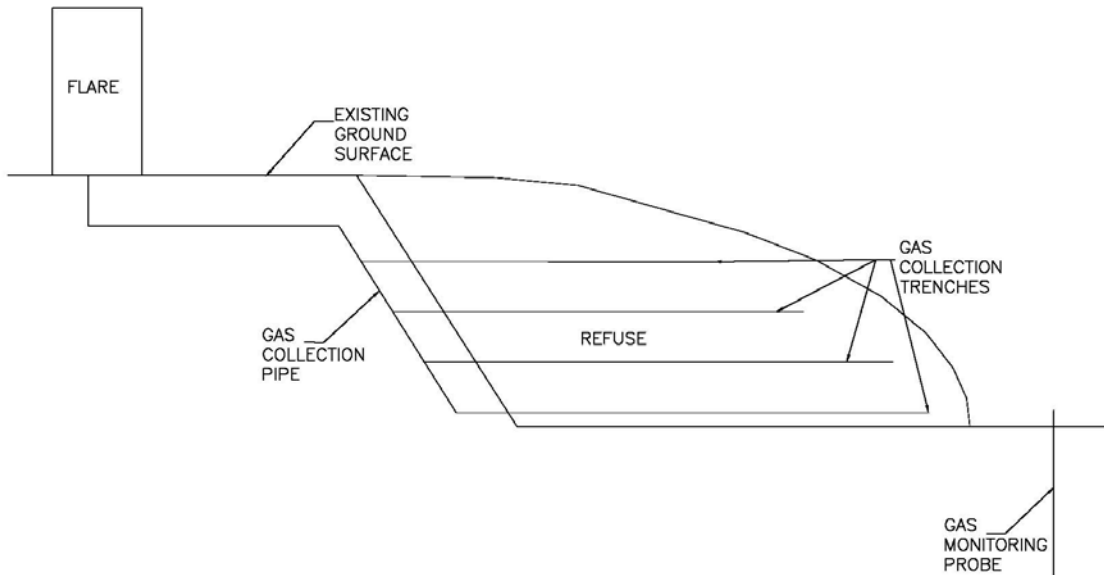 FLARE
EXISTING
GROUND
SURFACE
GAS
COLLECTION
TRENCHES
GAS
COLLECTION
PIPE
REFUSE
GAS
MONITORING
PROBE